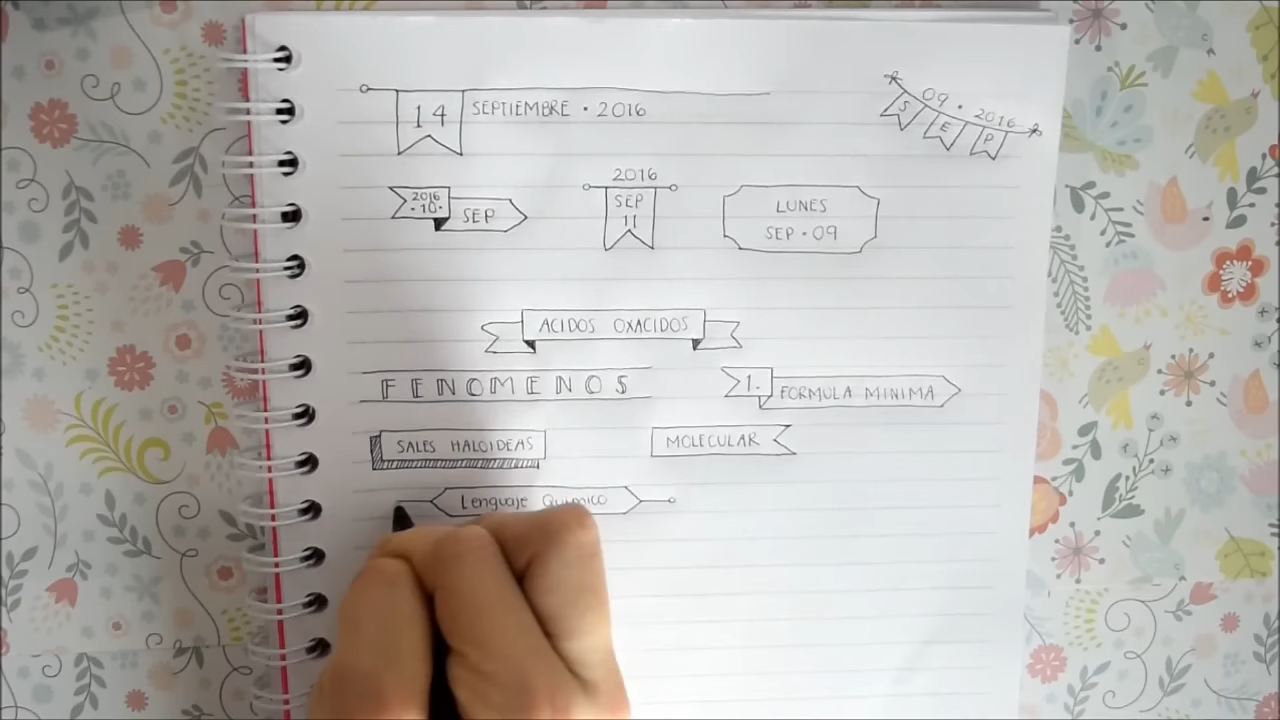 14 SEPTIEMBRE • 2016
09 • 2016
SEP
2016
• 10 •
SEP
2016
SEP
11
LUNES
SEP • 09
ACIDOS OXACIDOS
FENOMENOS
1. FORMULA MINIMA
SALES HALOIDEAS
MOLECULAR
Lenguaje Quimico